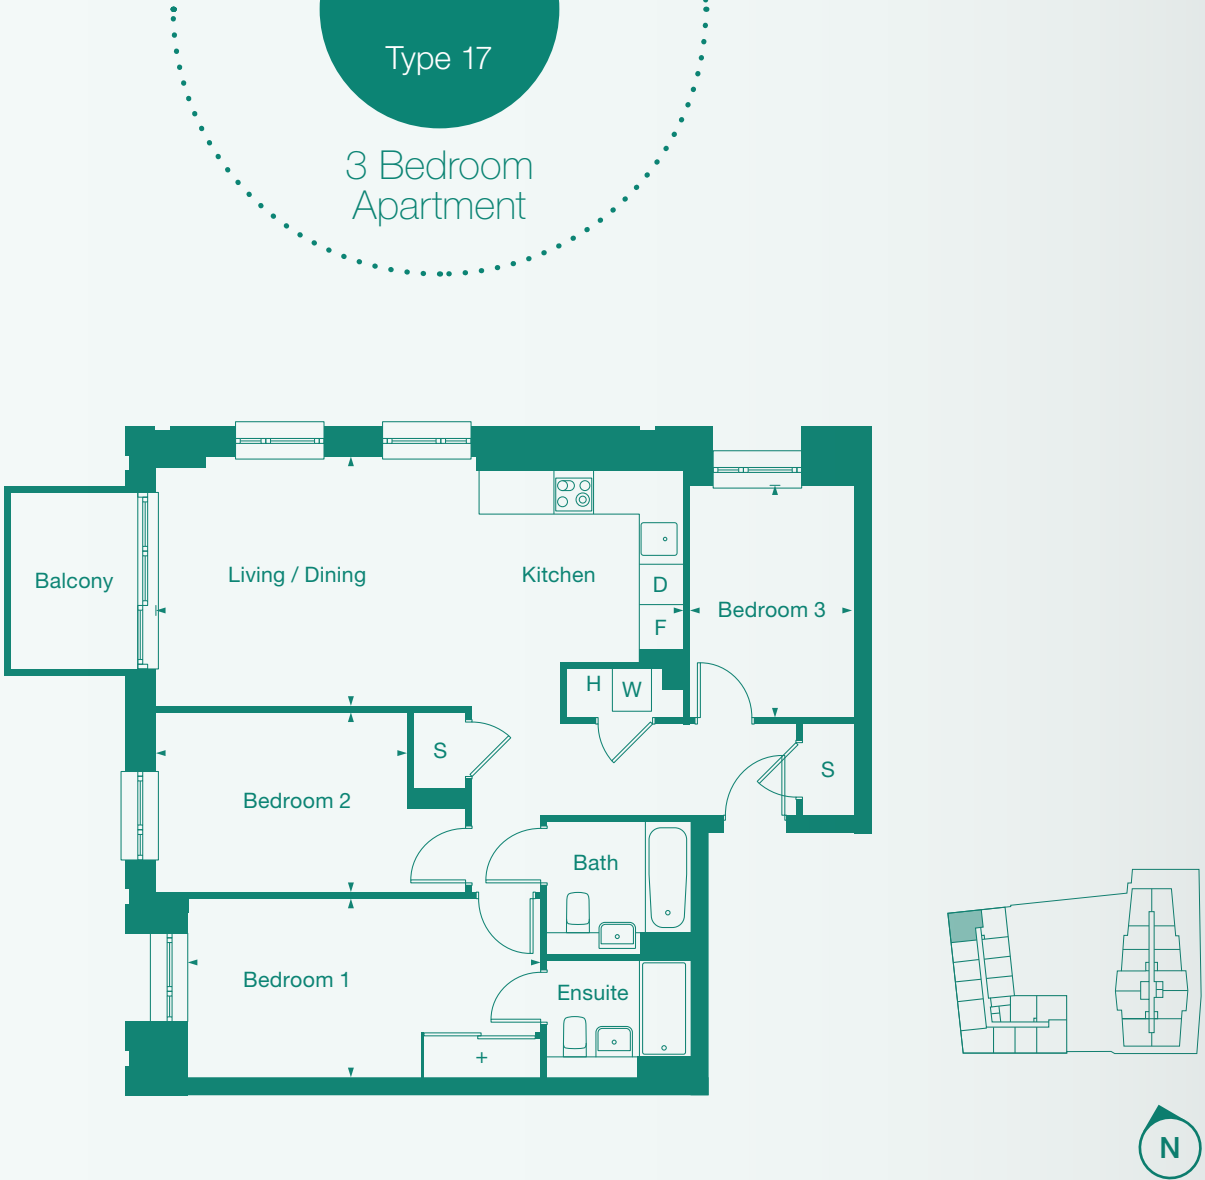 Type 17
3 Bedroom
Apartment
Balcony
Living / Dining
Kitchen
D
F
Bedroom 3
H
W
S
S
Bedroom 2
Bath
Bedroom 1
Ensuite
+
N